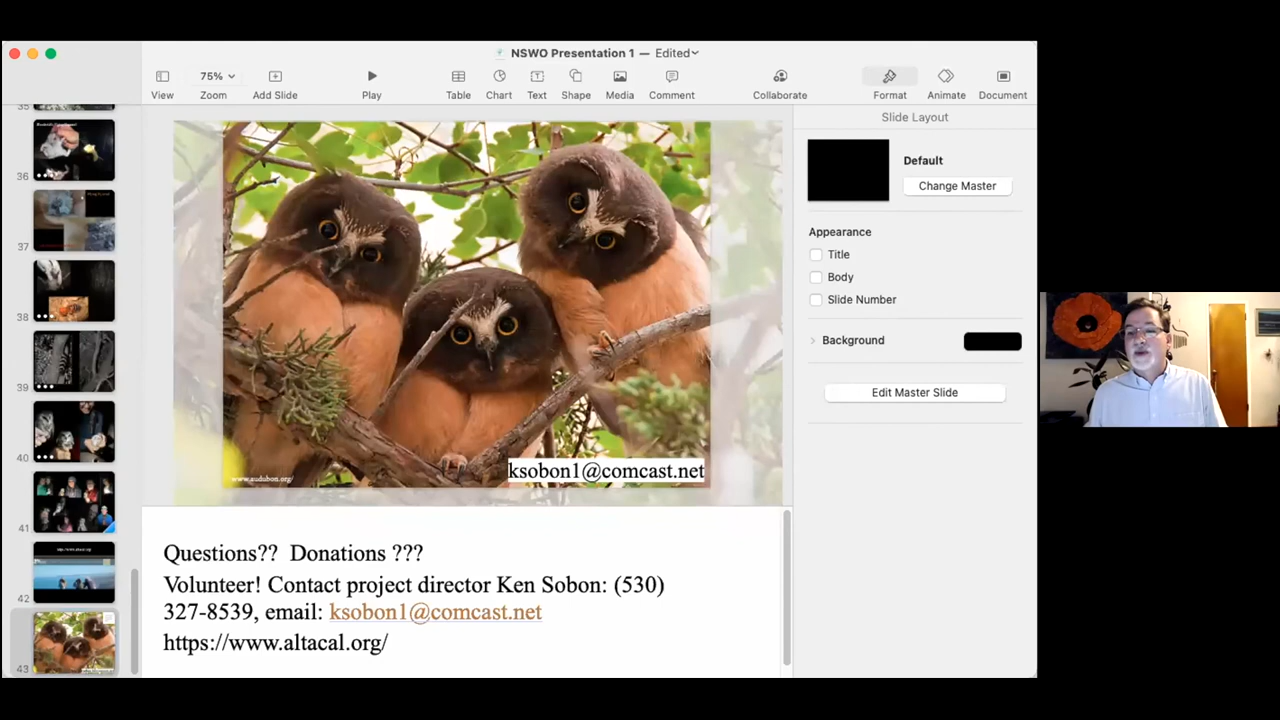 NSWO Presentation 1 — Edited
75%
View
Zoom
Add Slide
Play
Table
Chart
Text
Shape
Media
Comment
Collaborate
Format
Animate
Document
Slide Layout
Default
Change Master
Appearance
Title
Body
Slide Number
Background
Edit Master Slide
35
36
37
38
39
40
41
42
43
www.audubon.org/
ksobon1@comcast.net
Questions??  Donations ???
Volunteer! Contact project director Ken Sobon: (530)
327-8539, email: ksobon1@comcast.net
https://www.altacal.org/